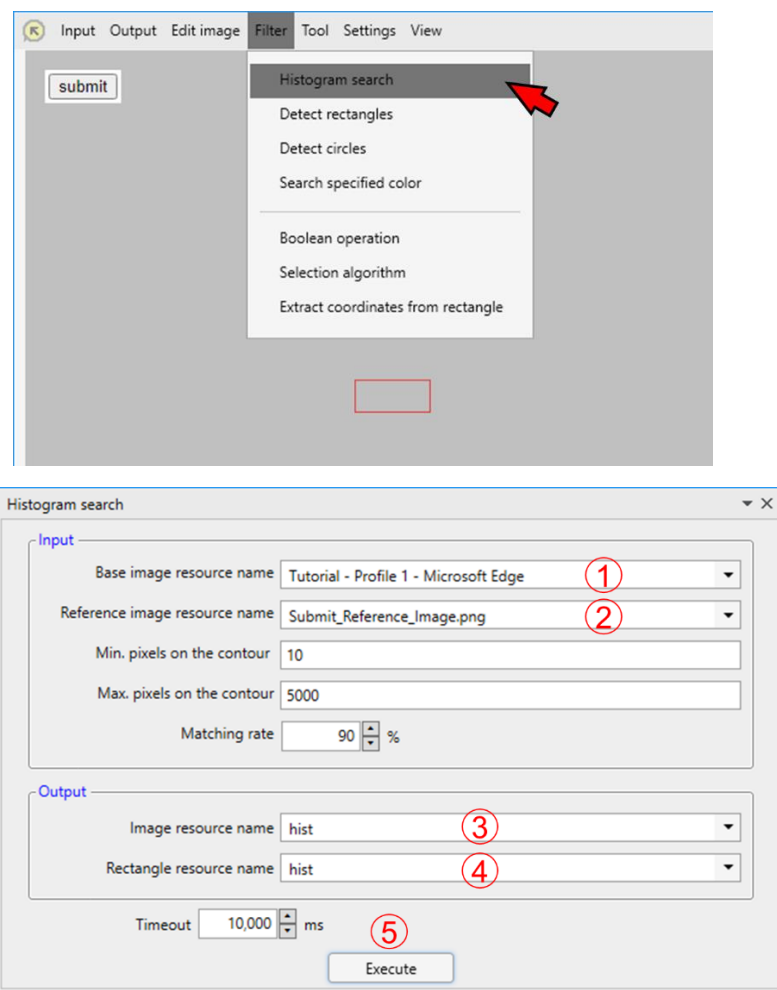 Input Output Edit image Filter Tool Settings View
submit
Histogram search
Detect rectangles
Detect circles
Search specified color
Boolean operation
Selection algorithm
Extract coordinates from rectangle
Histogram search
Input
Base image resource name Tutorial - Profile 1 - Microsoft Edge ①
Reference image resource name Submit_Reference_Image.png ②
Min. pixels on the contour 10
Max. pixels on the contour 5000
Matching rate 90 %
Output
Image resource name hist ③
Rectangle resource name hist ④
Timeout 10,000 ms ⑤
Execute